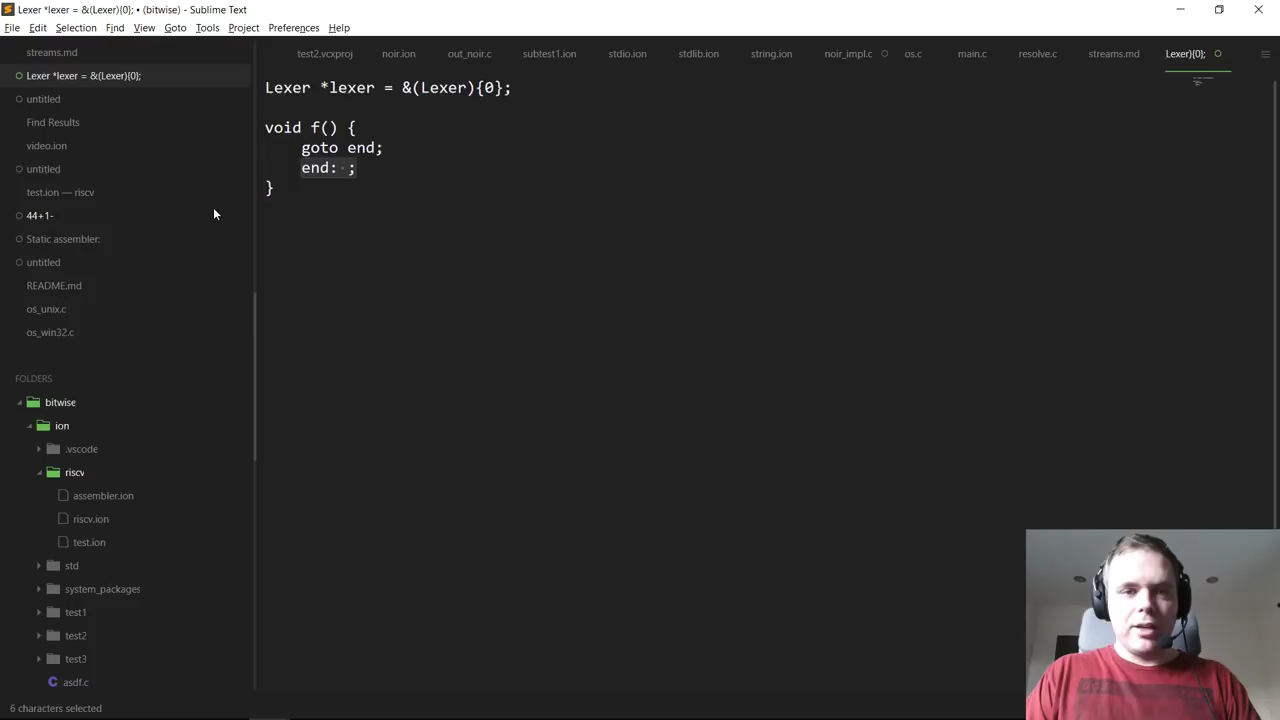 Lexer *lexer = &(Lexer){0}; • (bitwise) - Sublime Text
File Edit Selection Find View Goto Tools Project Preferences Help
streams.md
Lexer *lexer = &(Lexer){0};
untitled
Find Results
video.ion
untitled
test.ion — riscv
44+1-
Static assembler:
untitled
README.md
os_unix.c
os_win32.c
FOLDERS
bitwise
ion
.vscode
riscv
assembler.ion
riscv.ion
test.ion
std
system_packages
test1
test2
test3
asdf.c
test2.vcxproj noir.ion out_noir.c subtest1.ion stdio.ion stdlib.ion string.ion noir_impl.c os.c main.c resolve.c streams.md Lexer){0};
Lexer *lexer = &(Lexer){0};
void f() {
goto end;
end: ;
}
6 characters selected